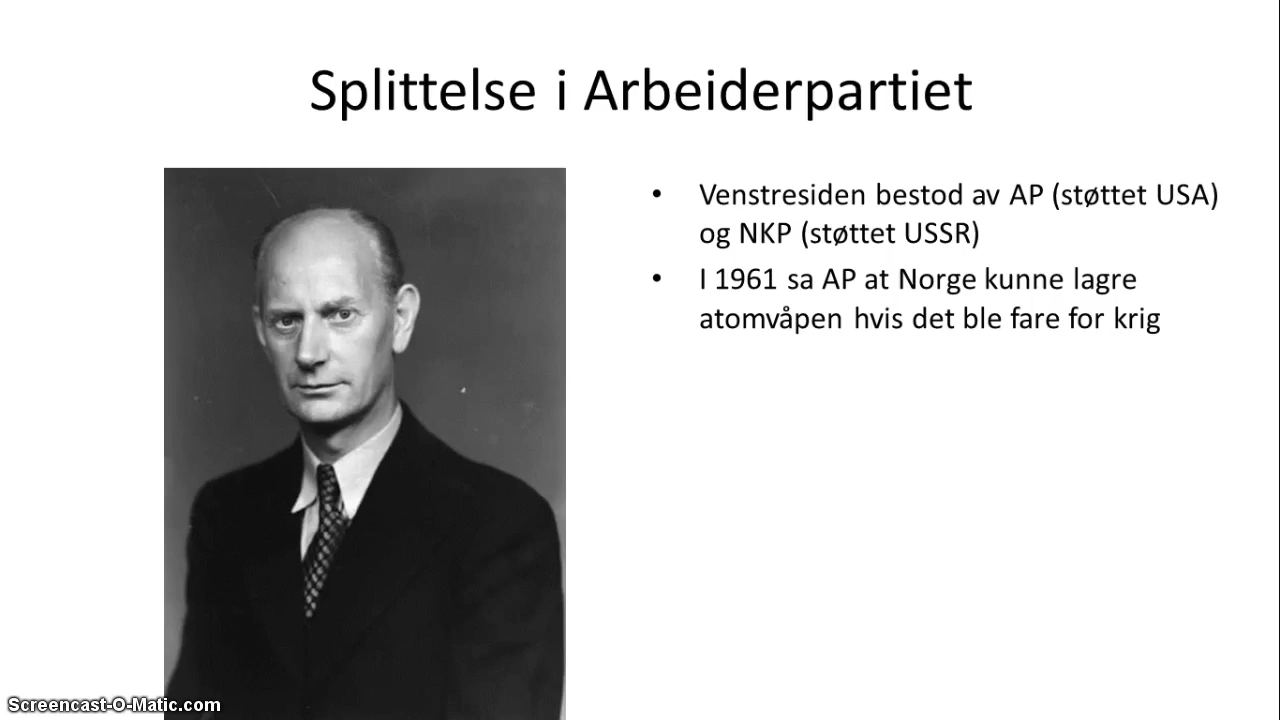 Splittelse i Arbeiderpartiet
• Venstresiden bestod av AP (støttet USA)
og NKP (støttet USSR)
• I 1961 sa AP at Norge kunne lagre
atomvåpen hvis det ble fare for krig
Screencast-O-Matic.com